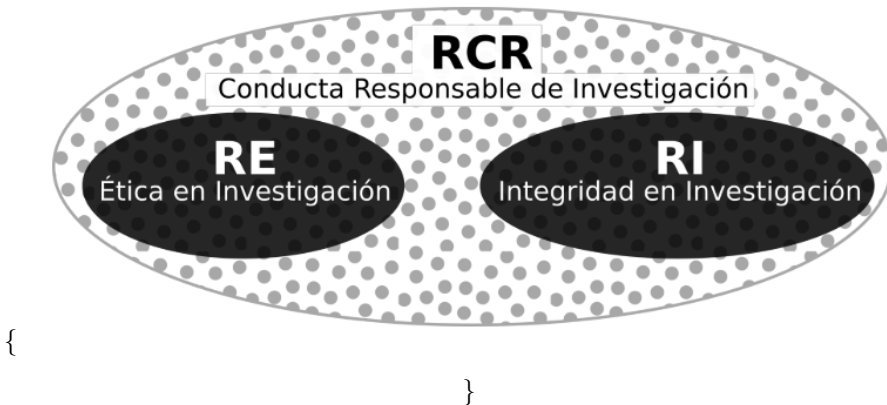 RCR
Conducta Responsable de Investigación
RE
Ética en Investigación
RI
Integridad en Investigación
{
}